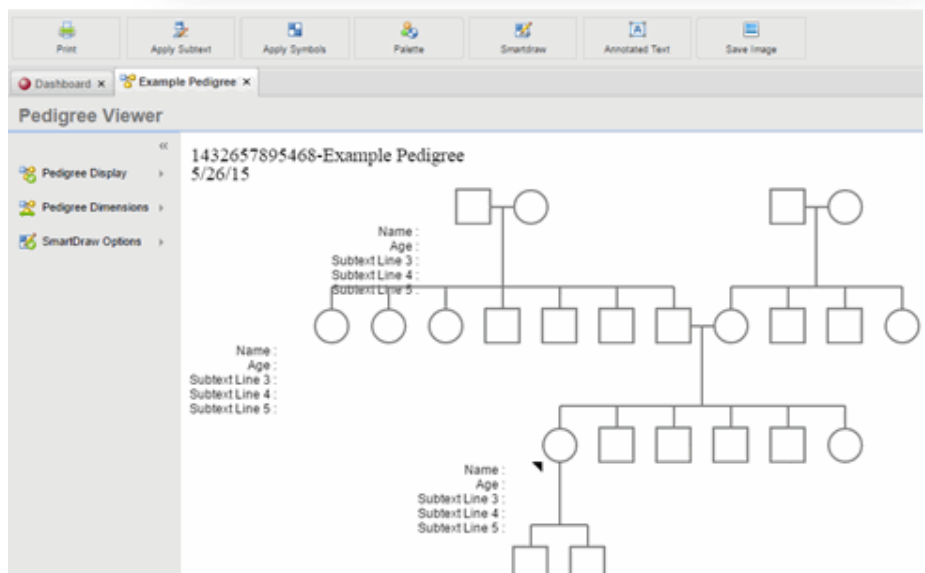 Print
Apply Subtext
Apply Symbols
Palette
Smartdraw
Annotated Text
Save Image
Dashboard x
Example Pedigree x
Pedigree Viewer
«
Pedigree Display ›
Pedigree Dimensions ›
SmartDraw Options ›
1432657895468-Example Pedigree
5/26/15
Name :
Age :
Subtext Line 3 :
Subtext Line 4 :
Subtext Line 5 :
Name :
Age :
Subtext Line 3 :
Subtext Line 4 :
Subtext Line 5 :
Name :
Age :
Subtext Line 3 :
Subtext Line 4 :
Subtext Line 5 :